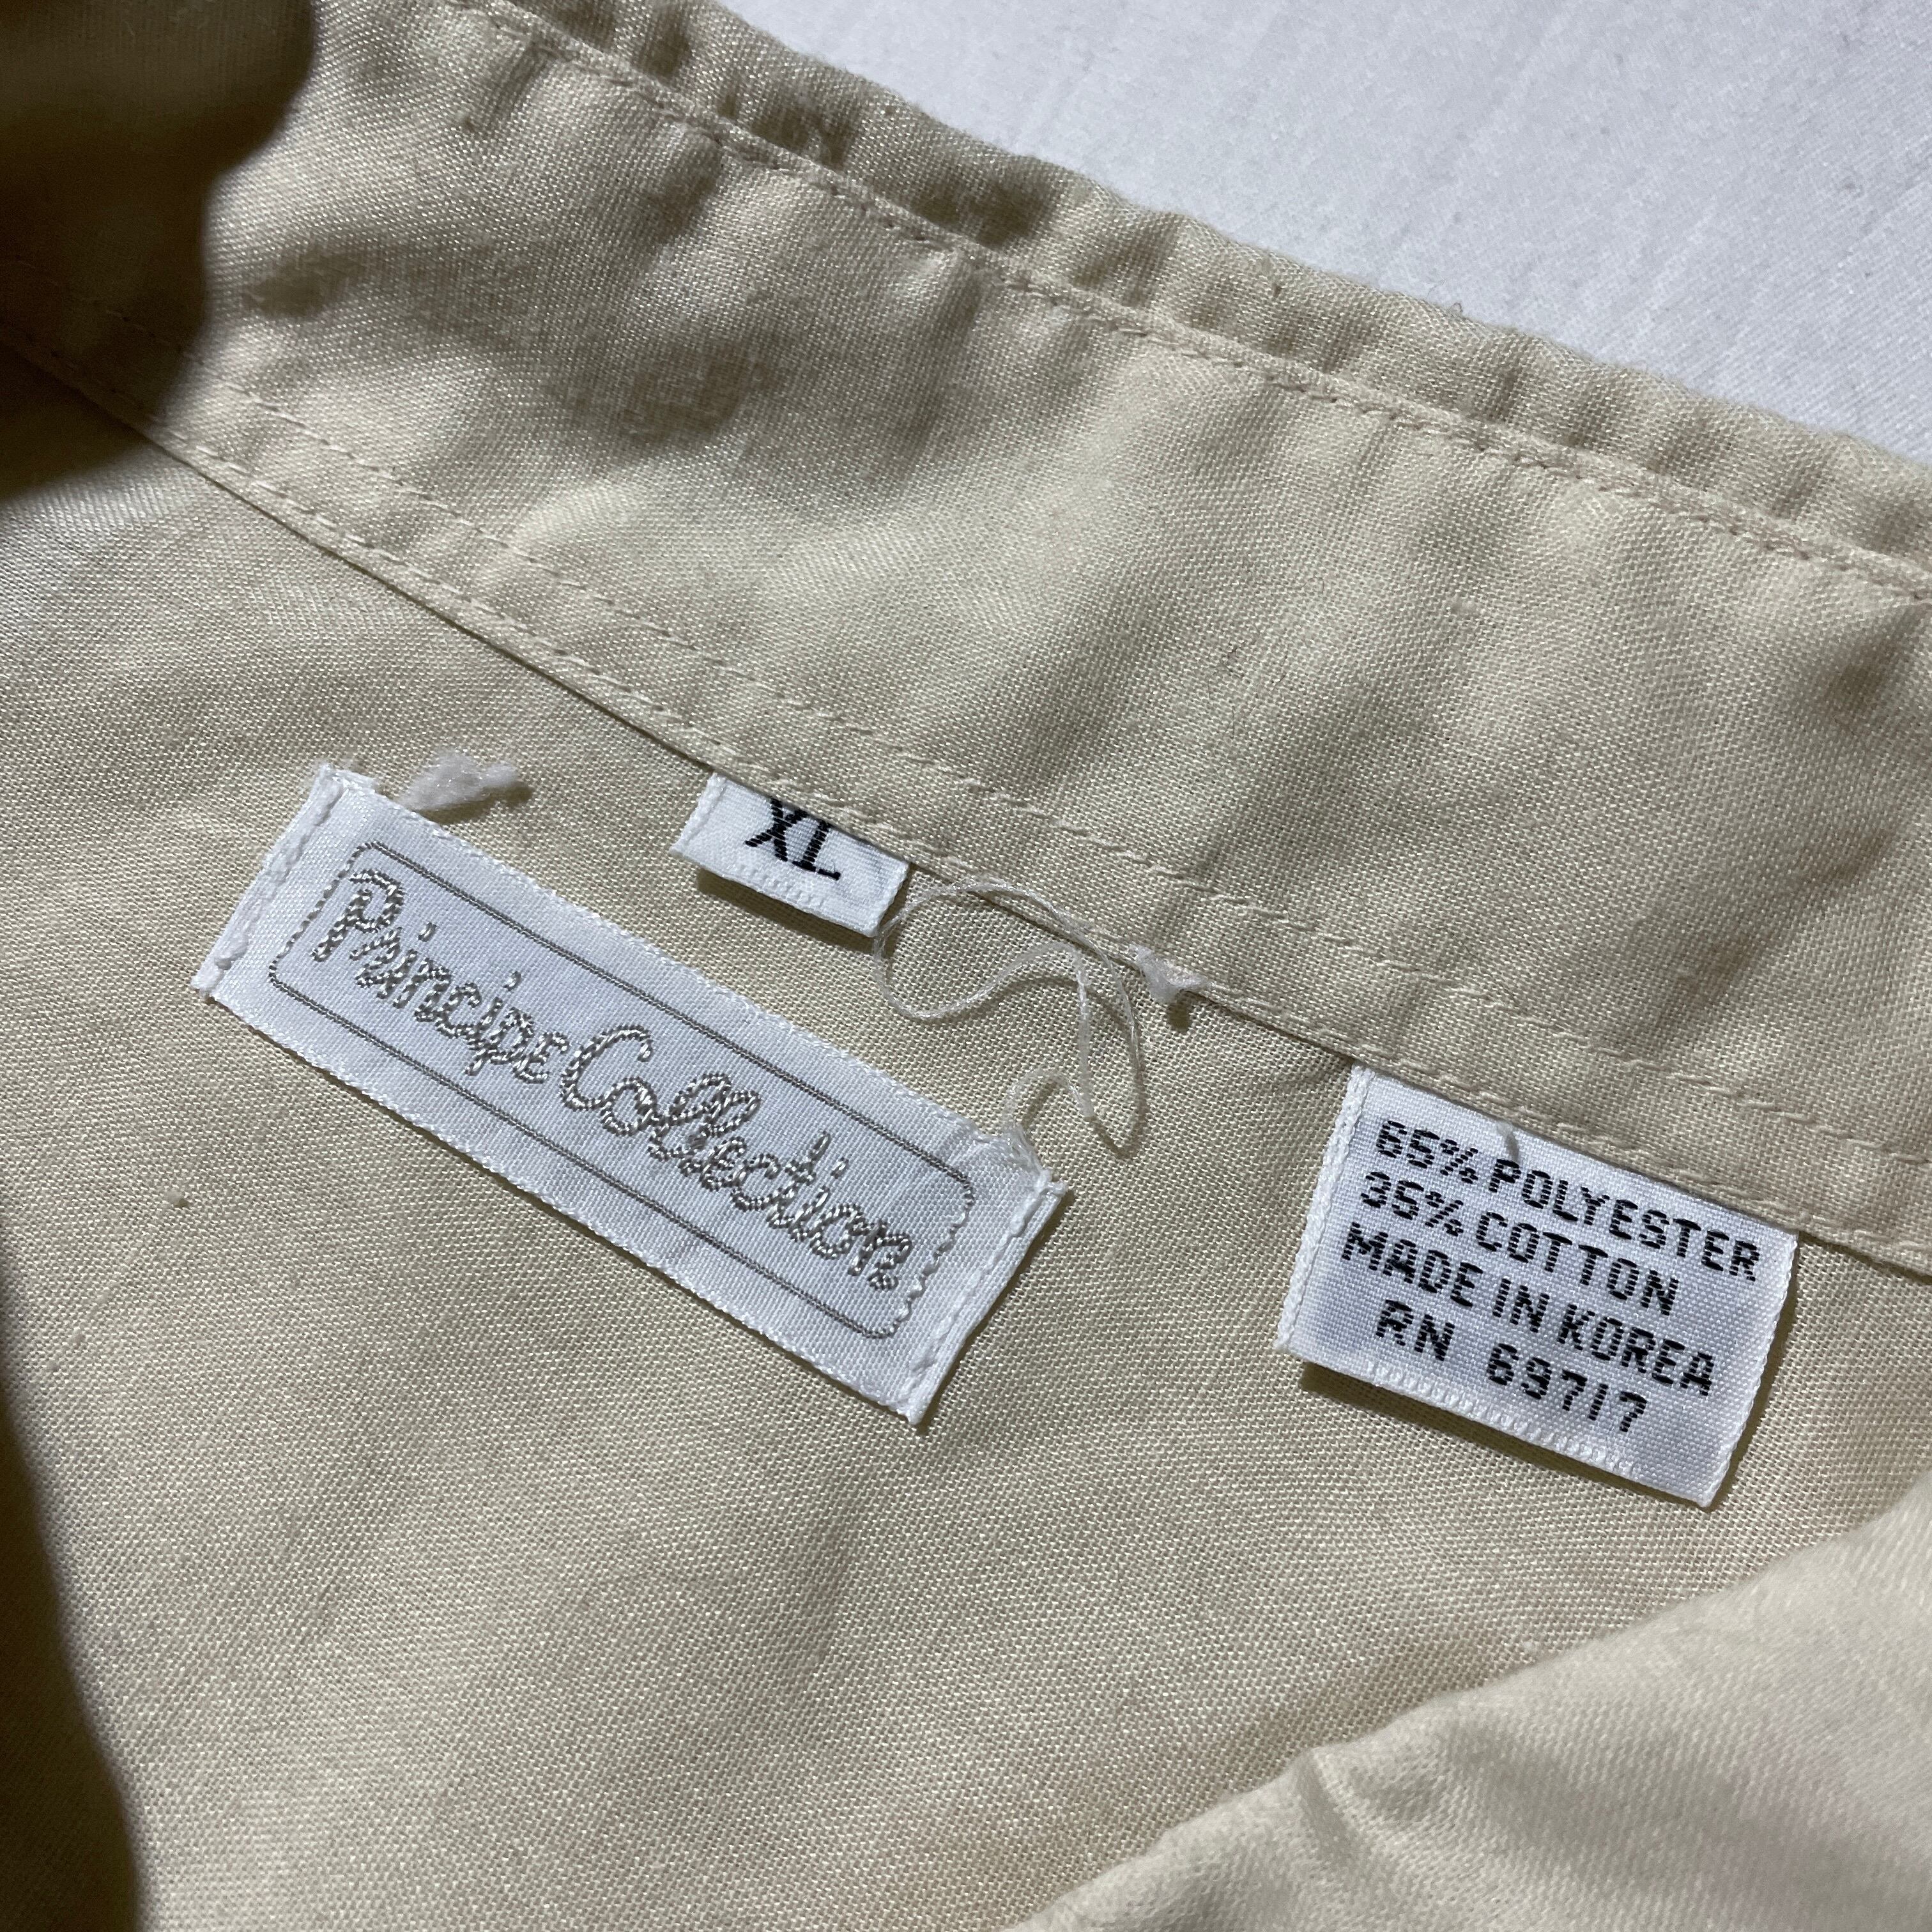 XL
Principe Collection
65% POLYESTER
35% COTTON
MADE IN KOREA
RN 69717